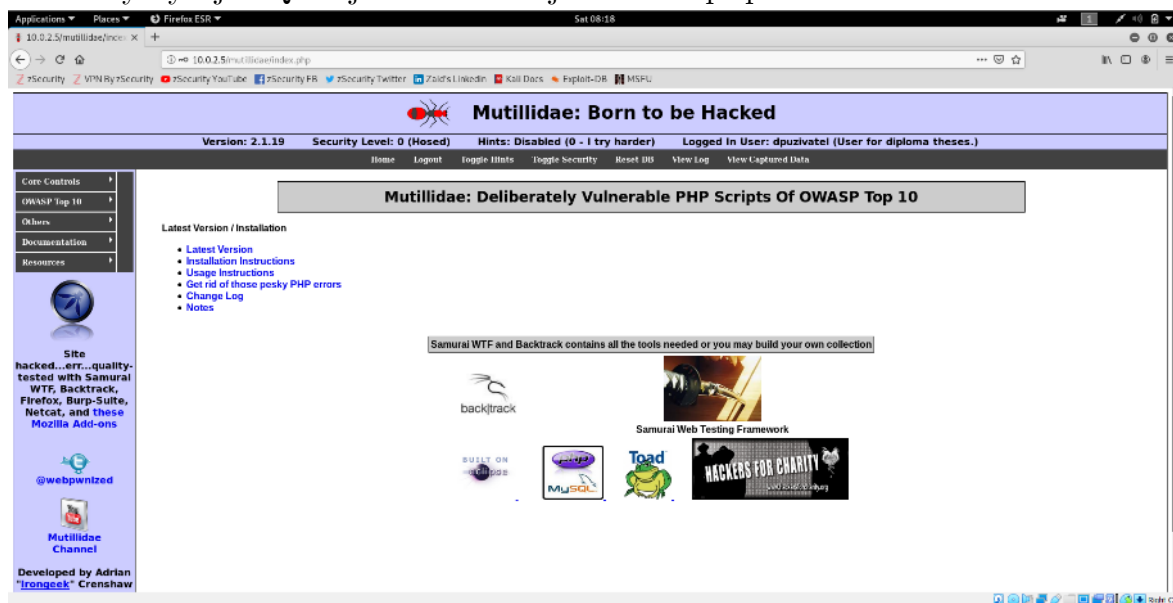 Applications Places Firefox ESR Sat 08:18 1
10.0.2.5/mutillidae/index
10.0.2.5/mutillidae/index.php
zSecurity VPN By zSecurity zSecurity YouTube zSecurity FB zSecurity Twitter Zaid's Linkedin Kali Docs Exploit-DB MSFU
Mutillidae: Born to be Hacked
Version: 2.1.19 Security Level: 0 (Hosed) Hints: Disabled (0 - I try harder) Logged In User: dpuzivatel (User for diploma theses.)
Home Logout Toggle Hints Toggle Security Reset DB View Log View Captured Data
Core Controls
OWASP Top 10
Others
Documentation
Resources
Site
hacked...err...quality-
tested with Samurai
WTF, Backtrack,
Firefox, Burp-Suite,
Netcat, and these
Mozilla Add-ons
@webpwnized
Mutillidae
Channel
Developed by Adrian
"Irongeek" Crenshaw
Mutillidae: Deliberately Vulnerable PHP Scripts Of OWASP Top 10
Latest Version / Installation
Latest Version
Installation Instructions
Usage Instructions
Get rid of those pesky PHP errors
Change Log
Notes
Samurai WTF and Backtrack contains all the tools needed or you may build your own collection
back|track
Samurai Web Testing Framework
BUILT ON
eclipse
php
MySQL
Toad
HACKERS FOR CHARITY